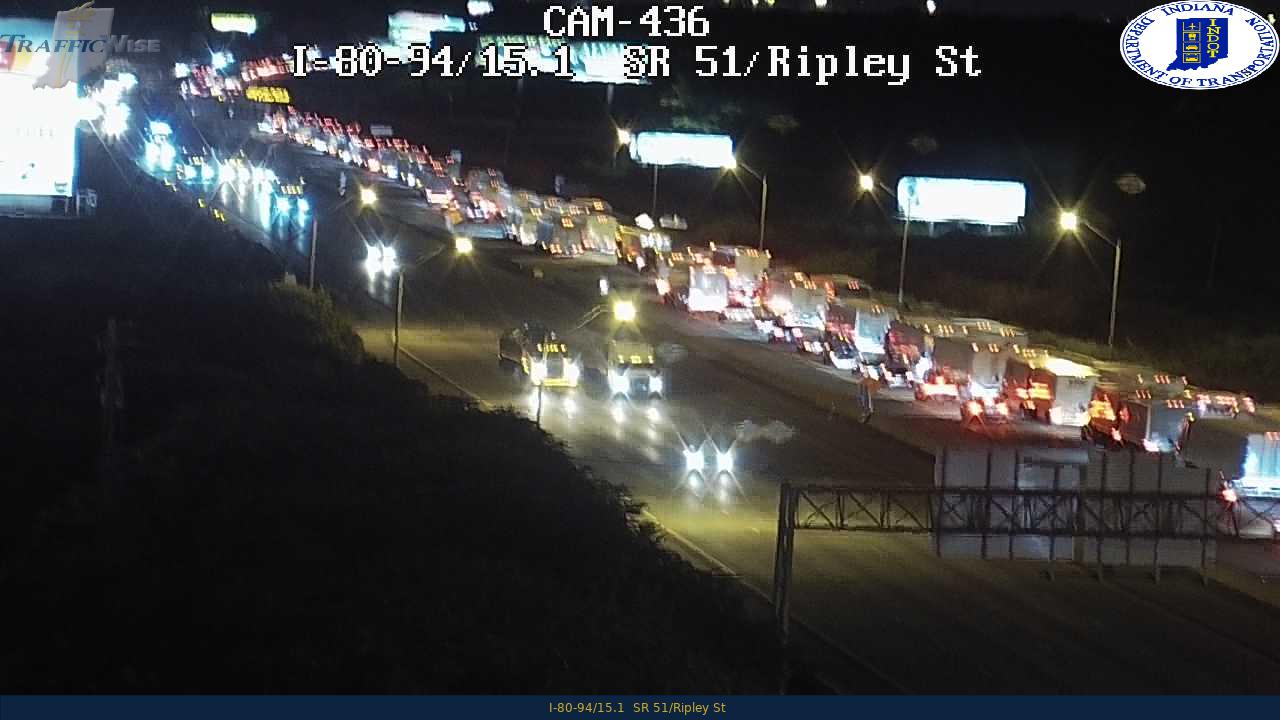 CAM-436
I-80-94/15.1  SR 51/Ripley St
TRAFFICWISE
INDIANA
DEPARTMENT OF TRANSPORTATION
INDOT
I-80-94/15.1  SR 51/Ripley St